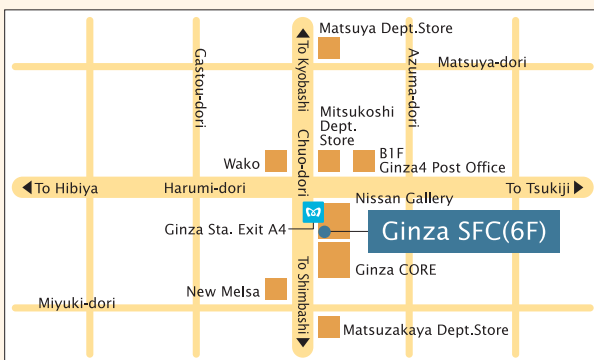 Matsuya Dept.Store
To Kyobashi
Gastou-dori
Azuma-dori
Matsuya-dori
Mitsukoshi
Dept.
Store
Chuo-dori
Wako
B1F
Ginza4 Post Office
To Hibiya
Harumi-dori
To Tsukiji
Nissan Gallery
Ginza Sta. Exit A4
Ginza SFC(6F)
To Shimbashi
Ginza CORE
New Melsa
Miyuki-dori
Matsuzakaya Dept.Store